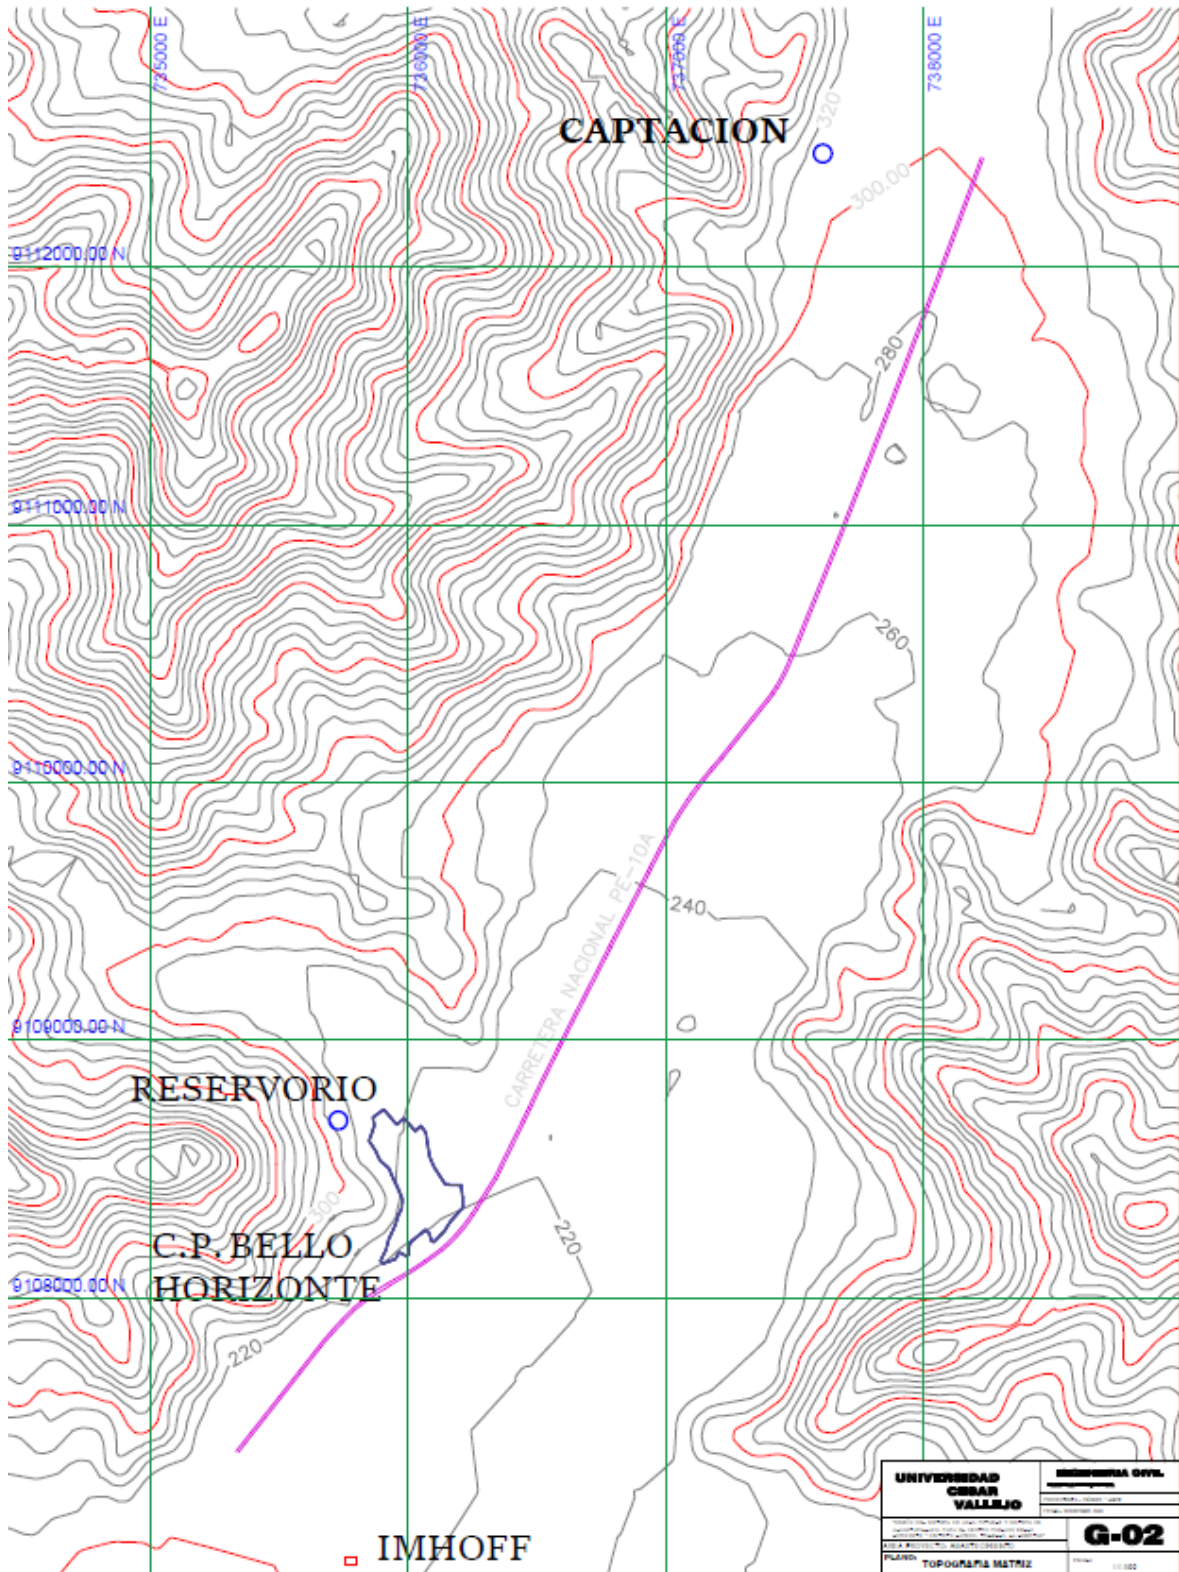 735000 E
736000 E
737000 E
738000 E
CAPTACION
320
300.00
9112000.00 N
280
9111000.00 N
260
9110000.00 N
CARRETERA NACIONAL PE-10A
240
9109000.00 N
RESERVORIO
300
C.P. BELLO
HORIZONTE
220
9108000.00 N
220
IMHOFF
UNIVERSIDAD
CESAR
VALLEJO
INGENIERIA CIVIL
G-02
PLANO:
TOPOGRAFIA MATRIZ